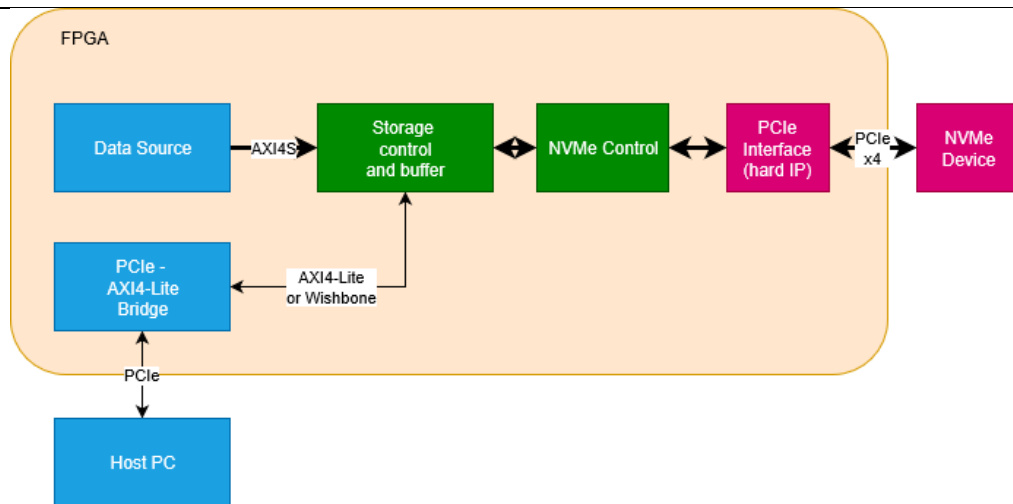 FPGA
Data Source
AXI4S
Storage
control
and buffer
NVMe Control
PCIe
Interface
(hard IP)
PCIe
x4
NVMe
Device
PCIe -
AXI4-Lite
Bridge
AXI4-Lite
or Wishbone
PCIe
Host PC